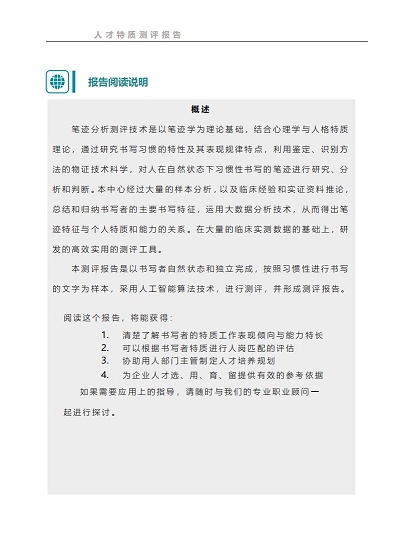 人才特质测评报告
报告阅读说明
概述
笔迹分析测评技术是以笔迹学为理论基础，结合心理学与人格特质
理论，通过研究书写习惯的特性及其表现规律特点，利用鉴定、识别方
法的物证技术科学，对人在自然状态下习惯性书写的笔迹进行研究、分
析和判断。本中心经过大量的样本分析，以及临床经验和实证资料推论，
总结和归纳书写者的主要书写特征，运用大数据分析技术，从而得出笔
迹特征与个人特质和能力的关系。在大量的临床实测数据的基础上，研
发的高效实用的测评工具。
本测评报告是以书写者自然状态和独立完成，按照习惯性进行书写
的文字为样本，采用人工智能算法技术，进行测评，并形成测评报告。
阅读这个报告，将能获得：
1. 清楚了解书写者的特质工作表现倾向与能力特长
2. 可以根据书写者特质进行人岗匹配的评估
3. 协助用人部门主管制定人才培养规划
4. 为企业人才选、用、育、留提供有效的参考依据
如果需要应用上的指导，请随时与我们的专业职业顾问一
起进行探讨。